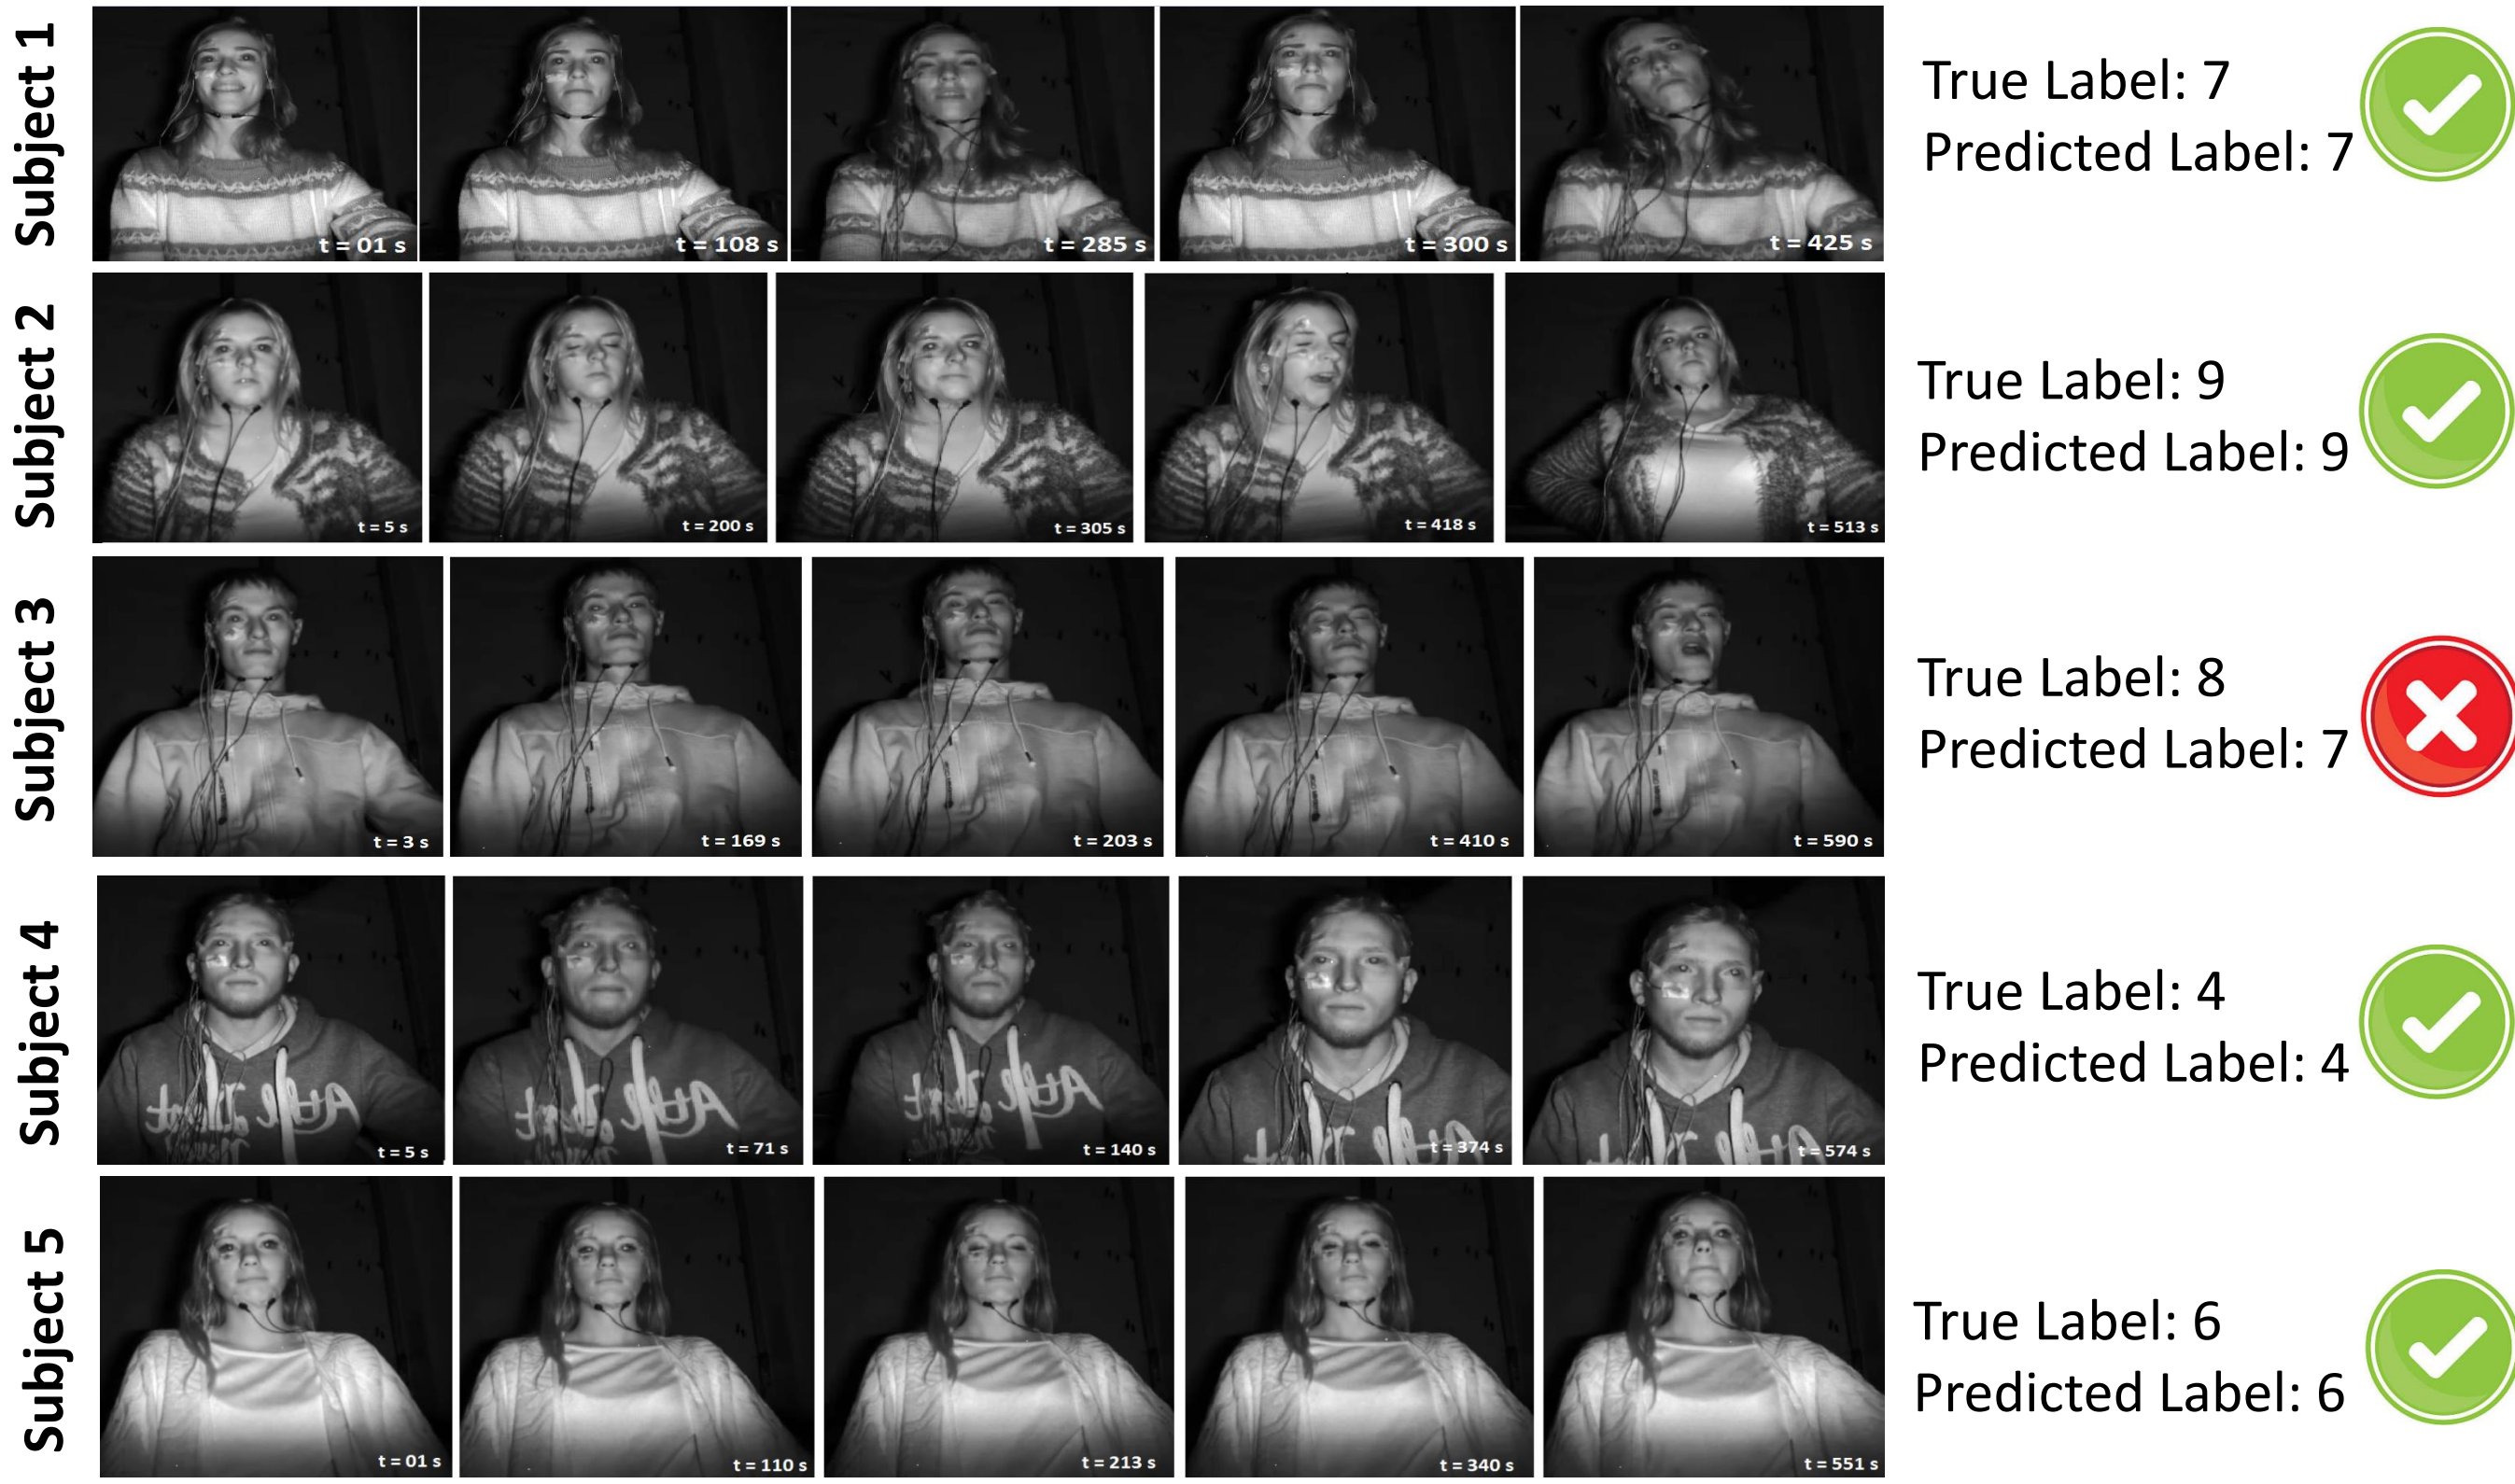 Subject 1
t = 01 s
t = 108 s
t = 285 s
t = 300 s
t = 425 s
True Label: 7
Predicted Label: 7
Subject 2
t = 5 s
t = 200 s
t = 305 s
t = 418 s
t = 513 s
True Label: 9
Predicted Label: 9
Subject 3
t = 3 s
t = 169 s
t = 203 s
t = 410 s
t = 590 s
True Label: 8
Predicted Label: 7
Subject 4
t = 5 s
t = 71 s
t = 140 s
t = 374 s
t = 574 s
True Label: 4
Predicted Label: 4
Subject 5
t = 01 s
t = 110 s
t = 213 s
t = 340 s
t = 551 s
True Label: 6
Predicted Label: 6